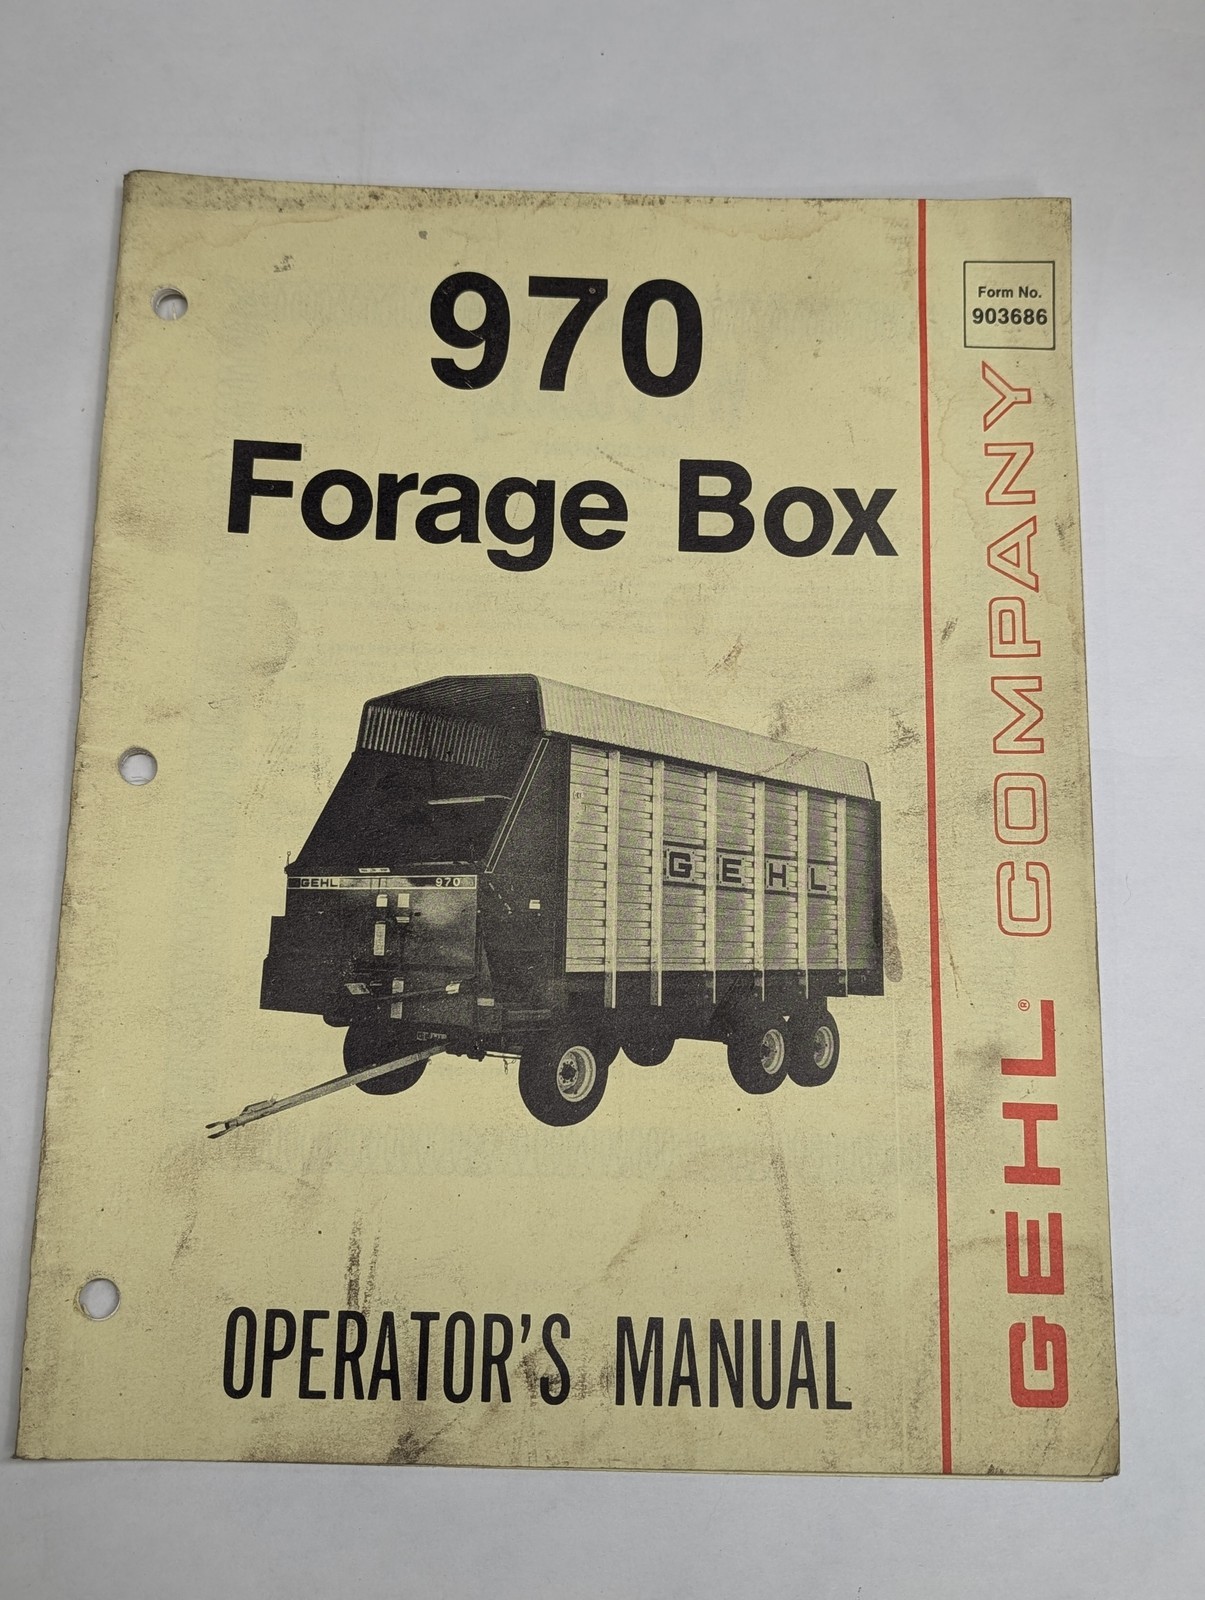 970
Forage Box
Form No.
903686
GEHL® COMPANY
GEHL 970
GEHL
OPERATOR'S MANUAL